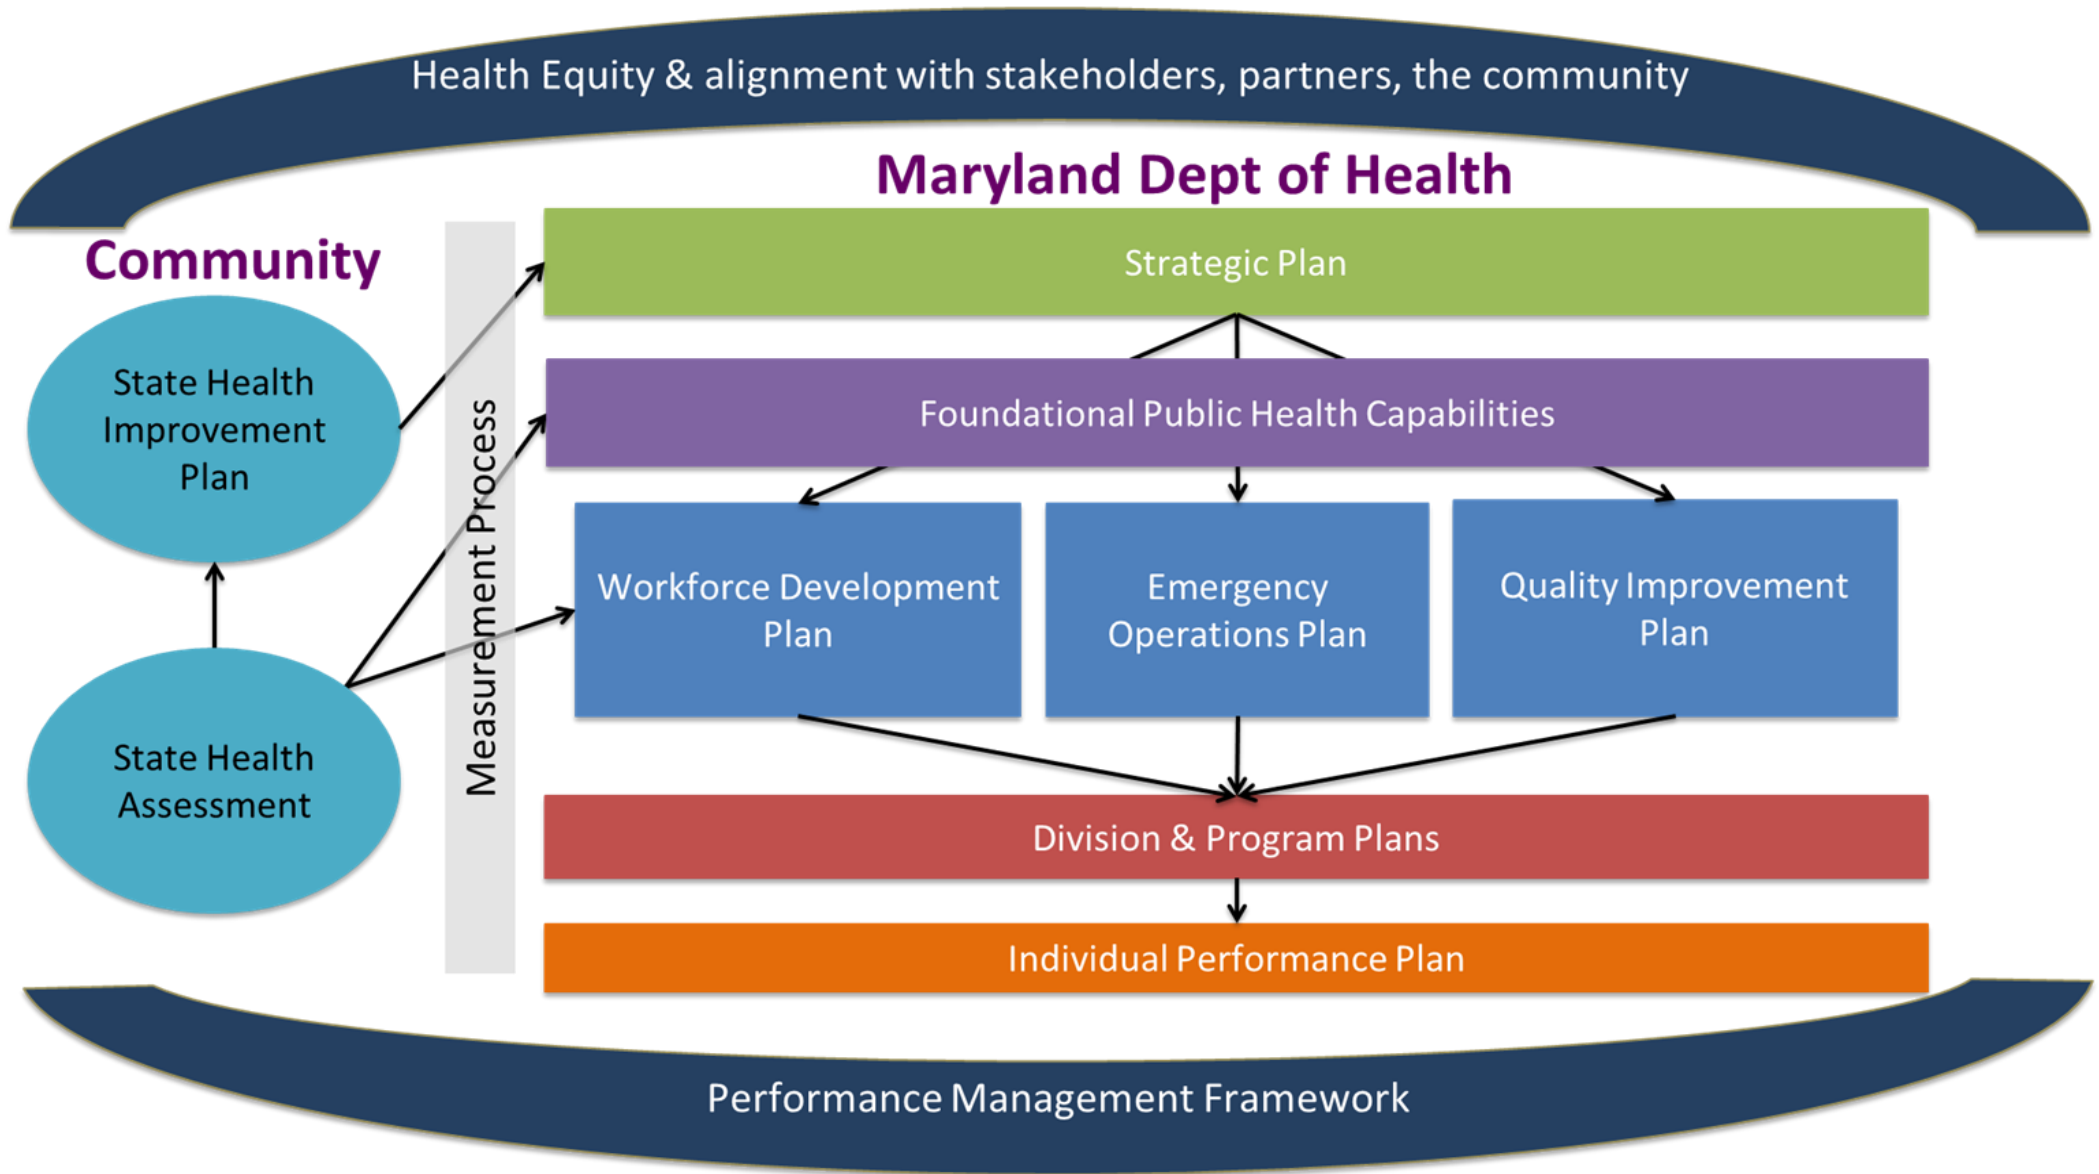 Health Equity & alignment with stakeholders, partners, the community
Maryland Dept of Health
Community
State Health
Improvement
Plan
State Health
Assessment
Measurement Process
Strategic Plan
Foundational Public Health Capabilities
Workforce Development
Plan
Emergency
Operations Plan
Quality Improvement
Plan
Division & Program Plans
Individual Performance Plan
Performance Management Framework